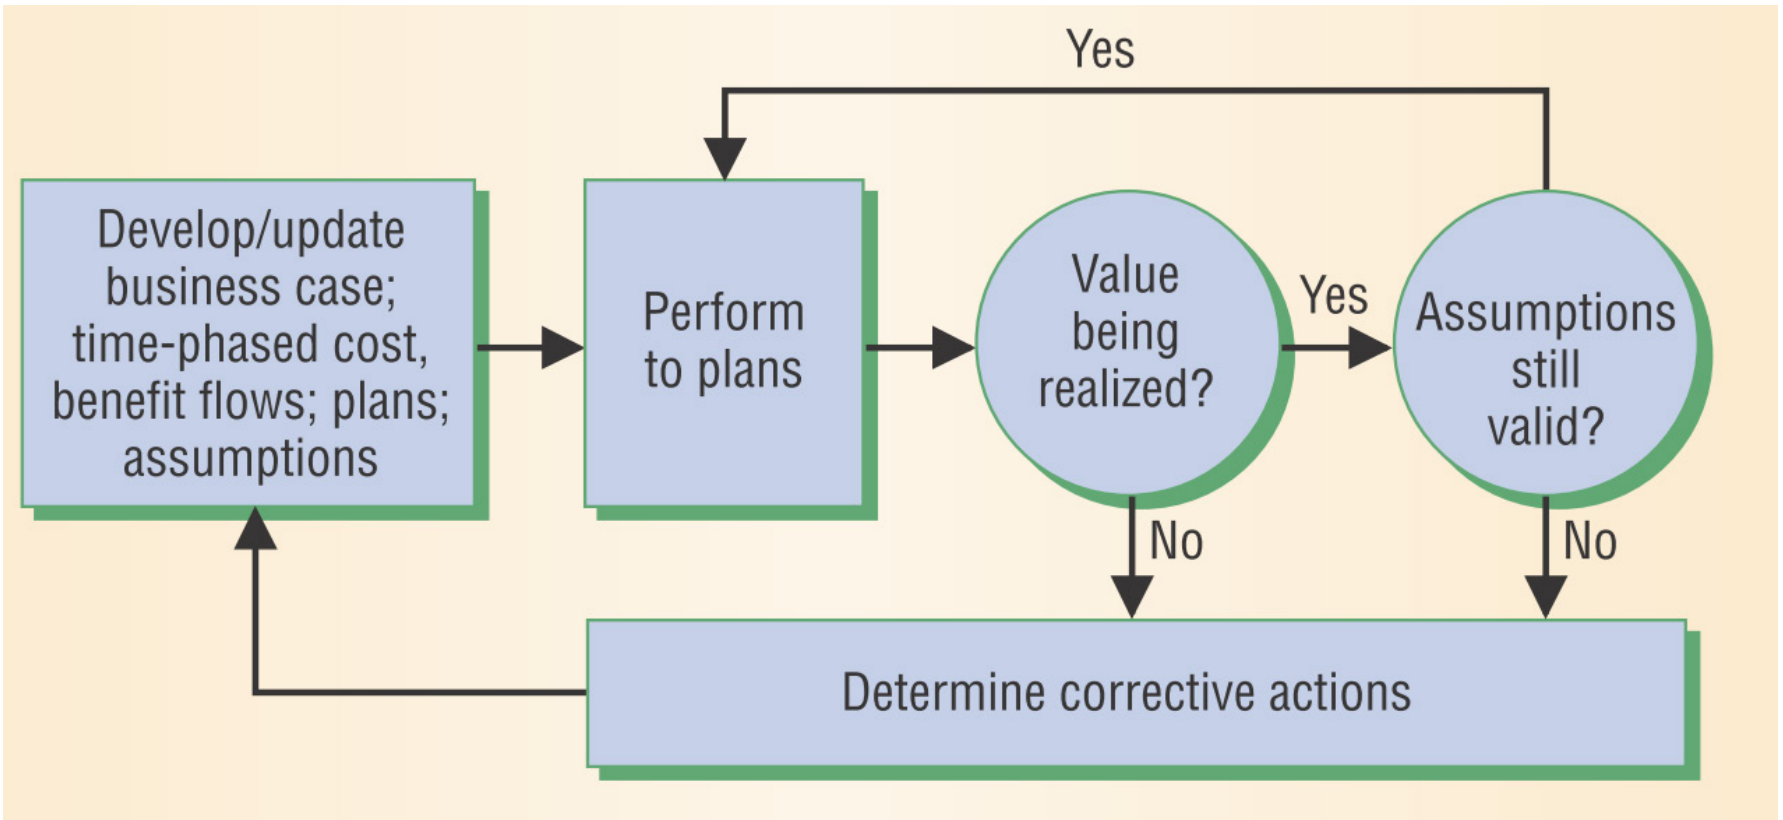 Yes
Develop/update
business case;
time-phased cost,
benefit flows; plans;
assumptions
Perform
to plans
Value
being
realized?
Yes
Assumptions
still
valid?
No
No
Determine corrective actions